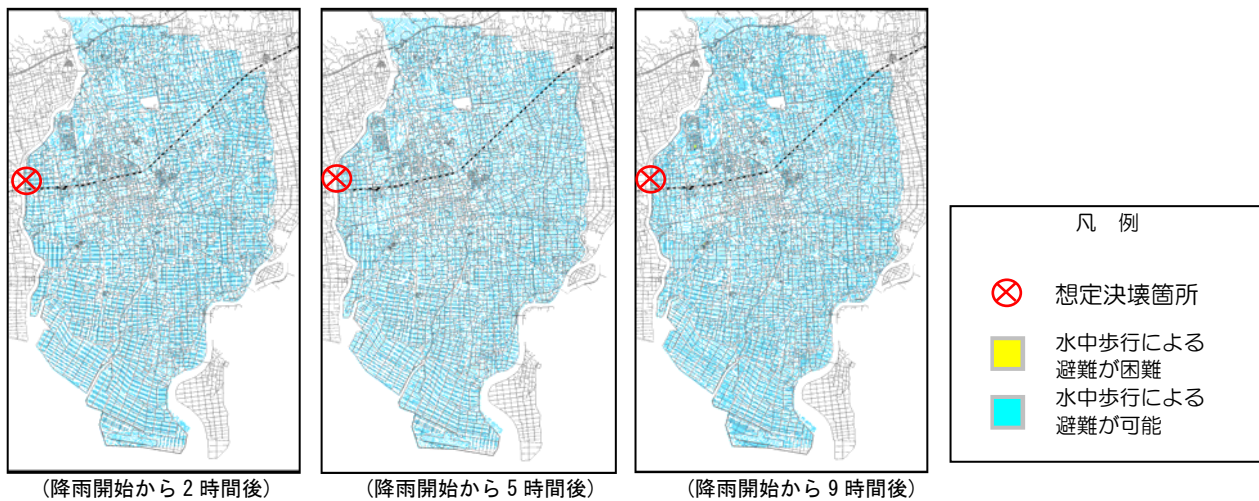 凡 例
想定決壊箇所
水中歩行による
避難が困難
水中歩行による
避難が可能
(降雨開始から2時間後)
(降雨開始から5時間後)
(降雨開始から9時間後)